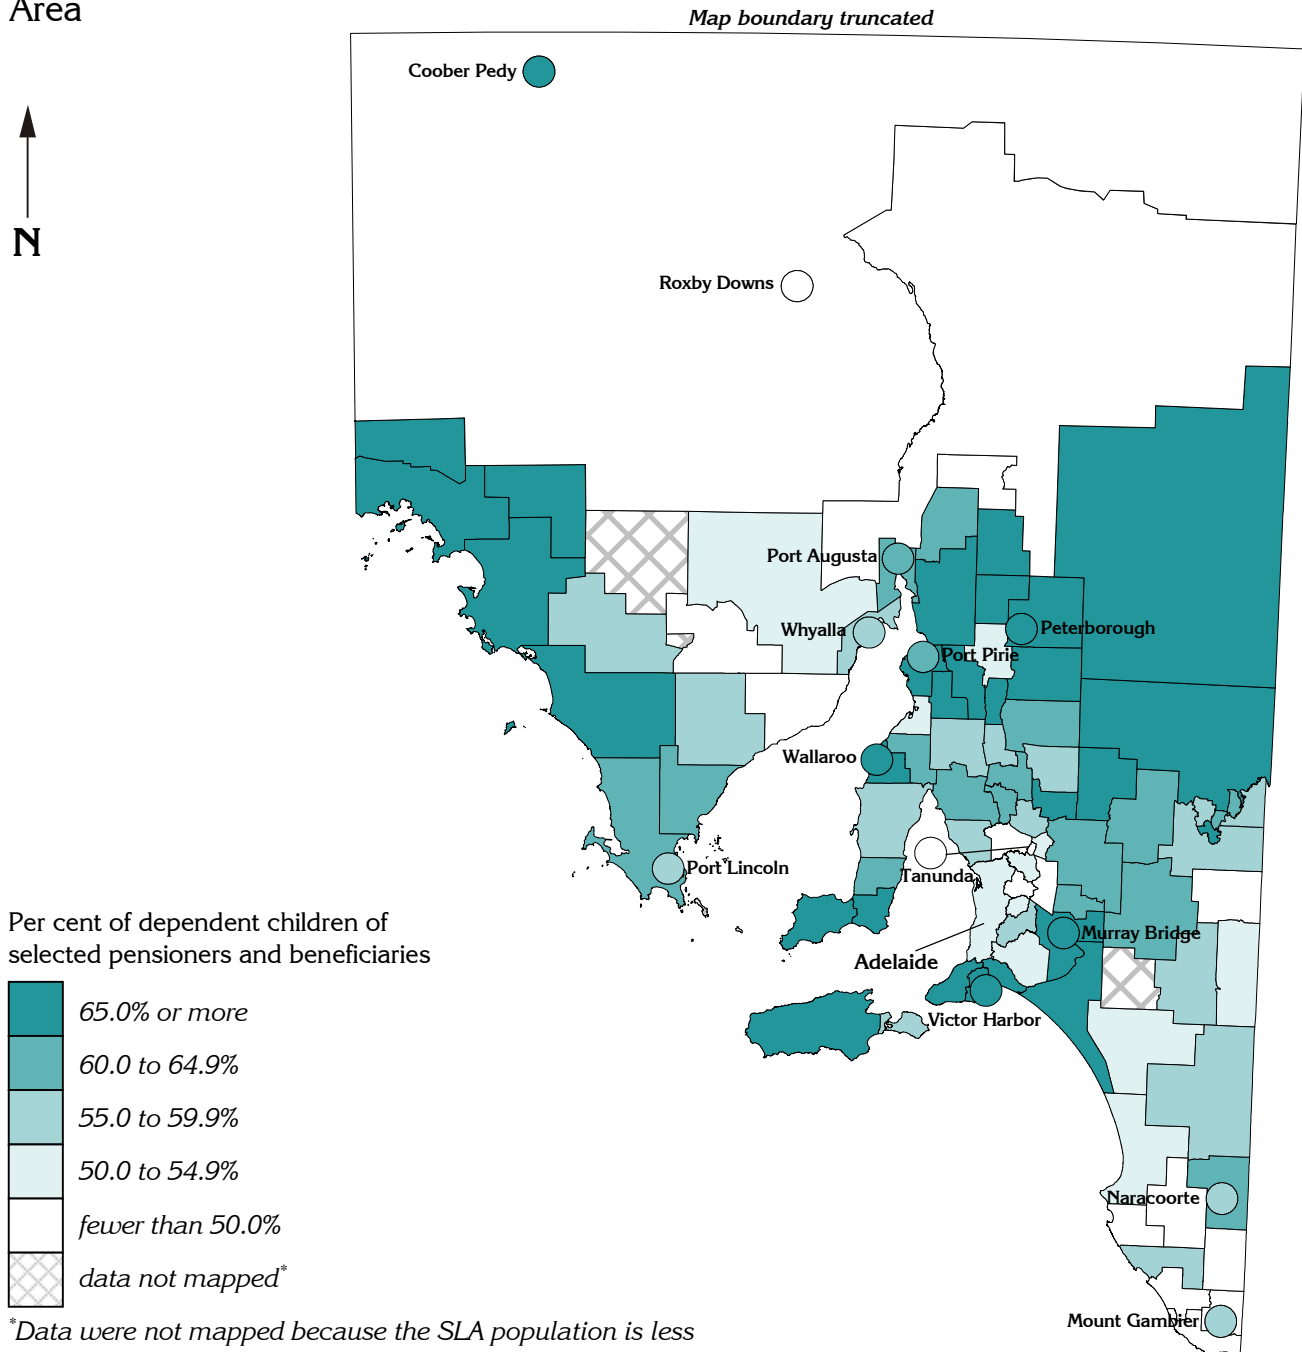 Area
Map boundary truncated
Coober Pedy
N
Roxby Downs
Port Augusta
Whyalla
Peterborough
Port Pirie
Wallaroo
Port Lincoln
Tanunda
Per cent of dependent children of
selected pensioners and beneficiaries
Murray Bridge
Adelaide
65.0% or more
Victor Harbor
60.0 to 64.9%
55.0 to 59.9%
50.0 to 54.9%
Naracoorte
fewer than 50.0%
data not mapped*
Mount Gambier
*Data were not mapped because the SLA population is less